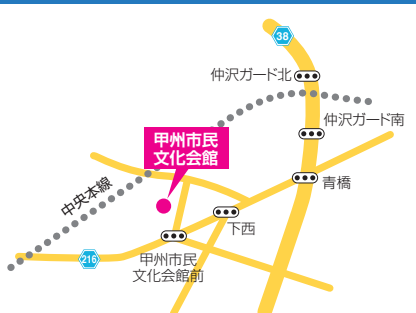 38
仲沢ガード北
仲沢ガード南
甲州市民
文化会館
中央本線
青橋
下西
216
甲州市民
文化会館前